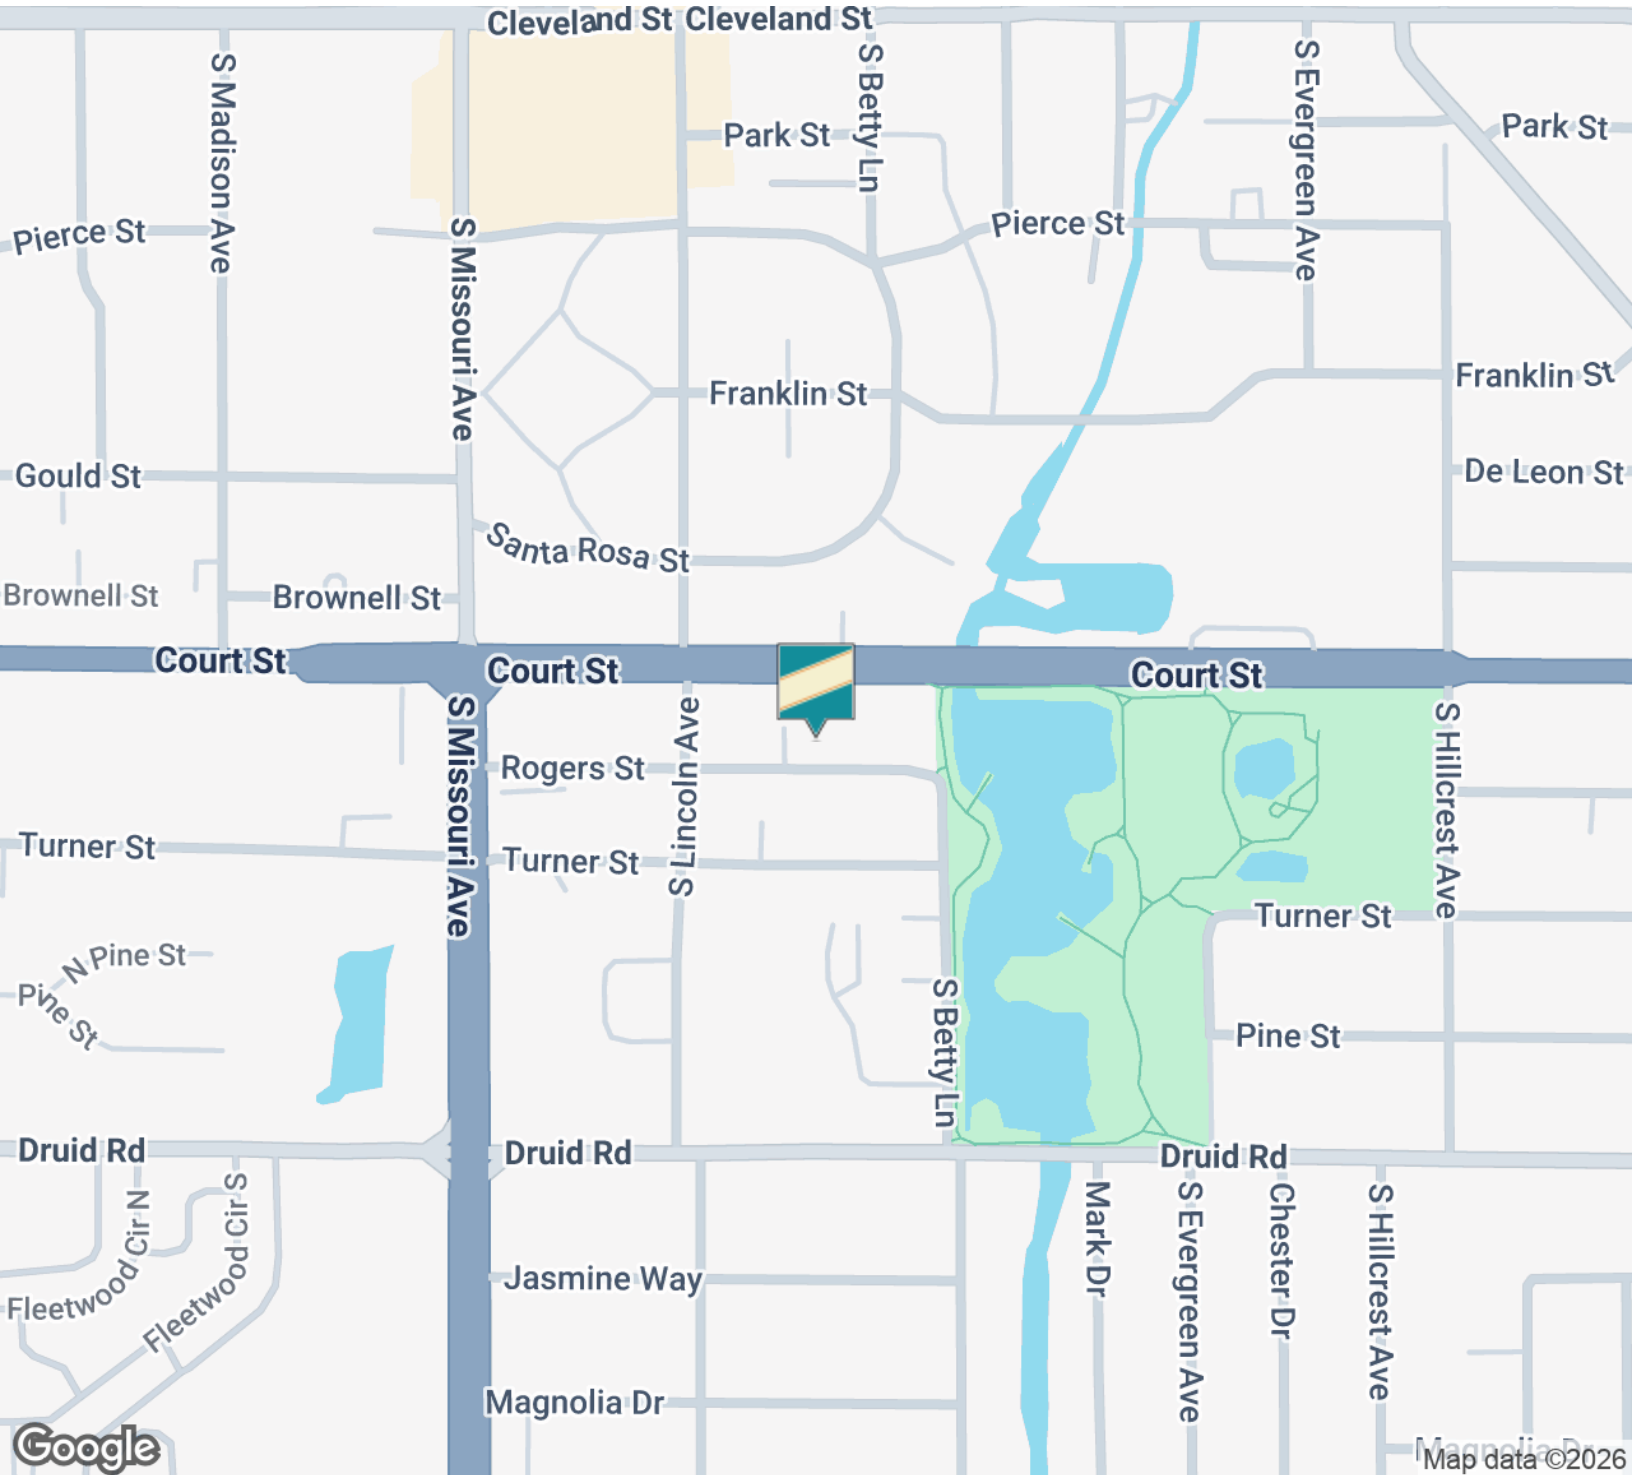 Cleveland St
Cleveland St
S Betty Ln
S Madison Ave
S Evergreen Ave
Park St
Park St
Pierce St
Pierce St
S Missouri Ave
Franklin St
Franklin St
Gould St
De Leon St
Santa Rosa St
Brownell St
Brownell St
Court St
Court St
Court St
S Missouri Ave
S Lincoln Ave
S Hillcrest Ave
Rogers St
Turner St
Turner St
Turner St
N Pine St
Pine St
S Betty Ln
Pine St
Druid Rd
Druid Rd
Druid Rd
Fleetwood Cir N
Fleetwood Cir S
Mark Dr
S Evergreen Ave
Chester Dr
S Hillcrest Ave
Jasmine Way
Magnolia Dr
Magnolia Dr
Google
Map data ©2026